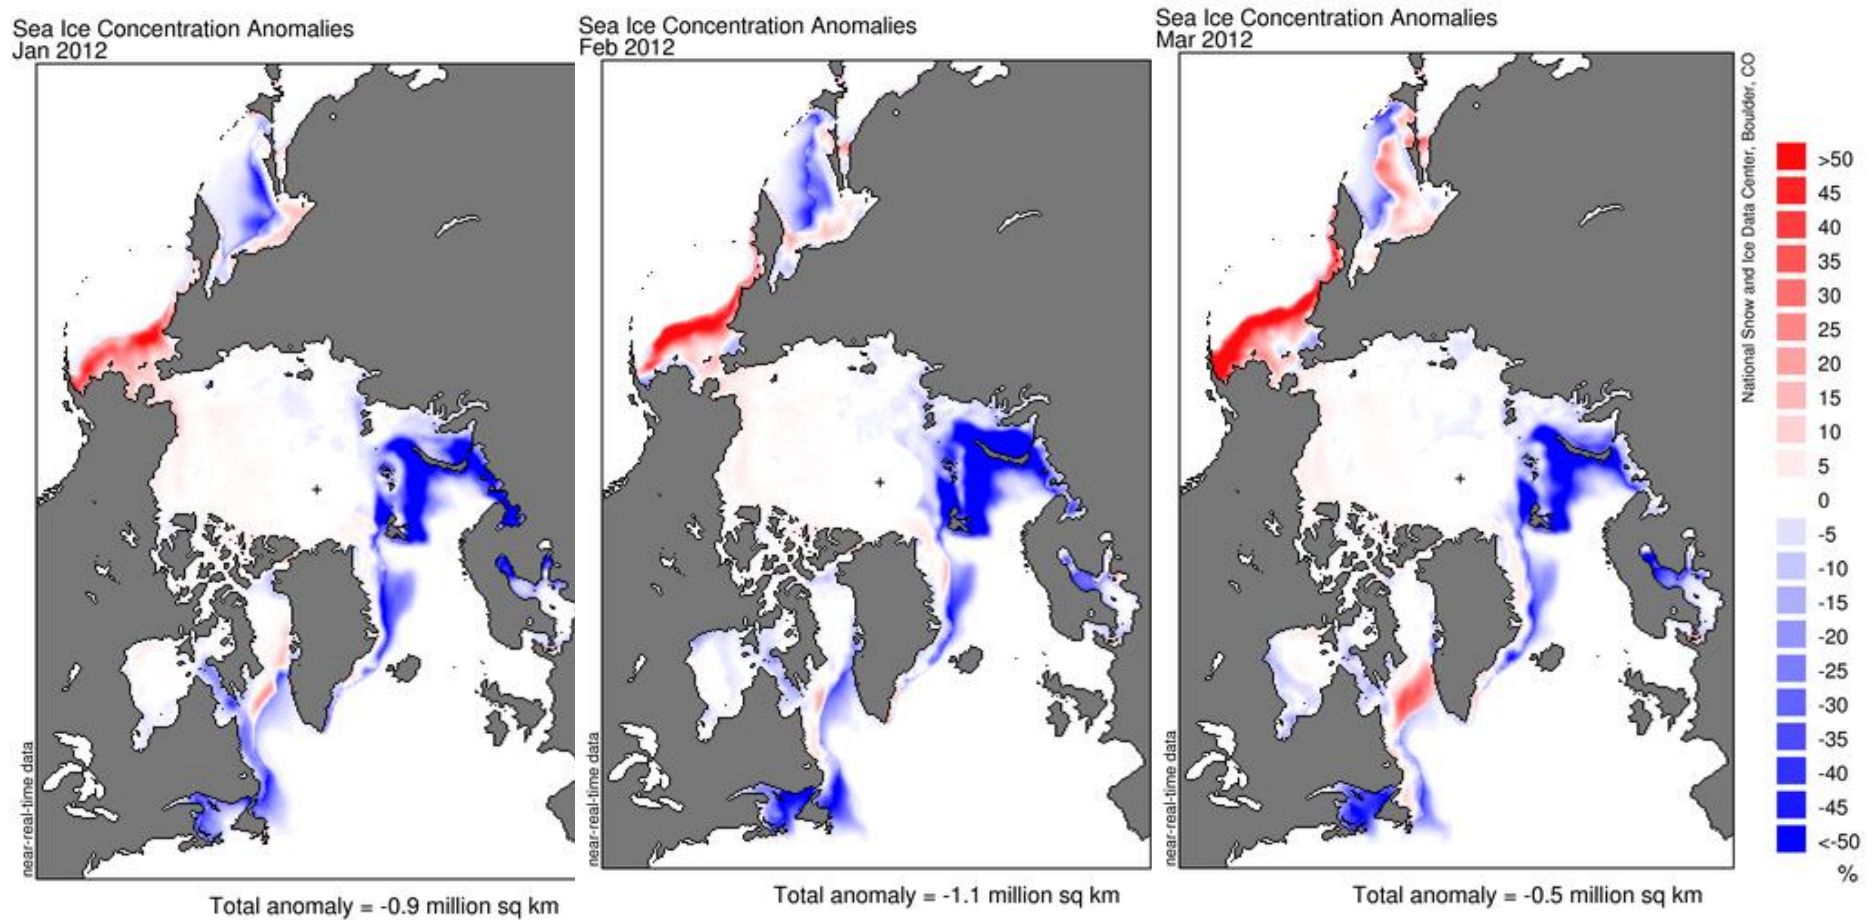 Sea Ice Concentration Anomalies
Jan 2012
near-real-time data
Total anomaly = -0.9 million sq km
Sea Ice Concentration Anomalies
Feb 2012
near-real-time data
Total anomaly = -1.1 million sq km
Sea Ice Concentration Anomalies
Mar 2012
near-real-time data
Total anomaly = -0.5 million sq km
National Snow and Ice Data Center, Boulder, CO
>50
45
40
35
30
25
20
15
10
5
0
-5
-10
-15
-20
-25
-30
-35
-40
-45
<-50
%